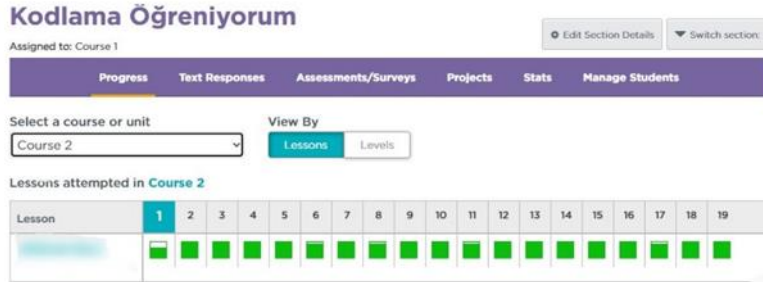 Kodlama Öğreniyorum
Assigned to: Course 1
Edit Section Details Switch section:
Progress Text Responses Assessments/Surveys Projects Stats Manage Students
Select a course or unit View By
Course 2 Lessons Levels
Lessons attempted in Course 2
Lesson 1 2 3 4 5 6 7 8 9 10 11 12 13 14 15 16 17 18 19